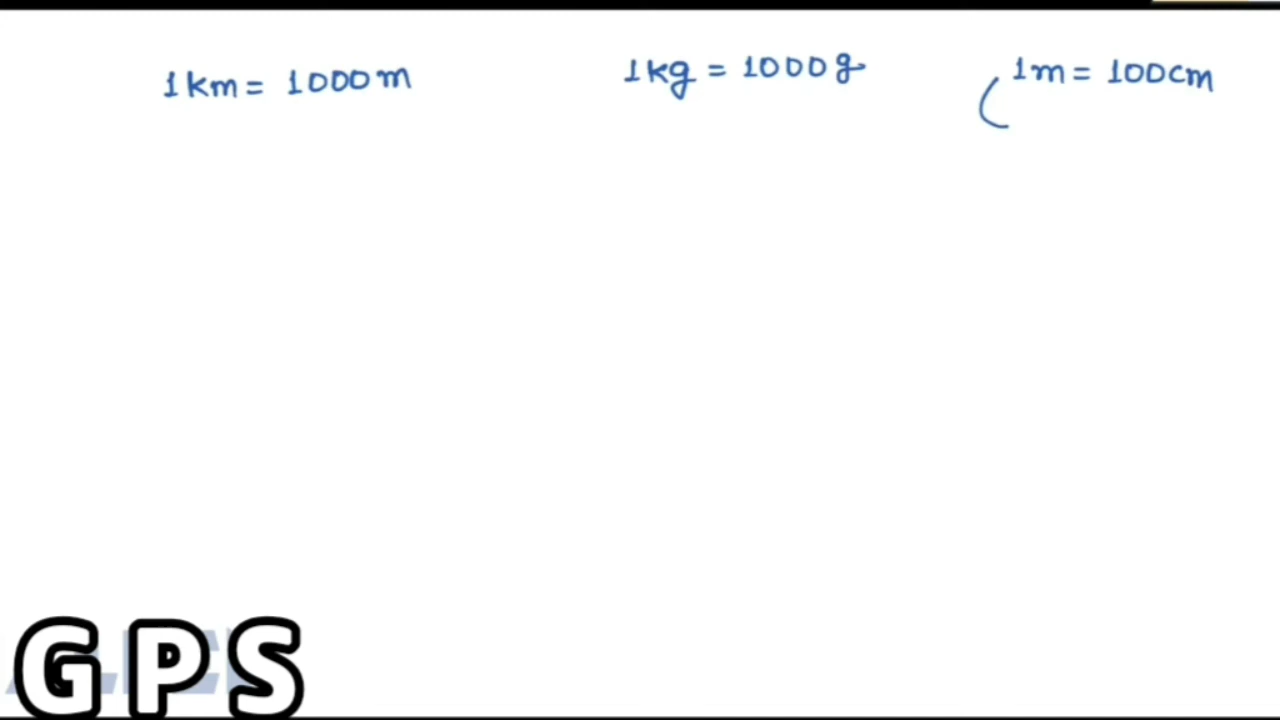 1km = 1000m 1kg = 1000g 1m = 100cm
GPS